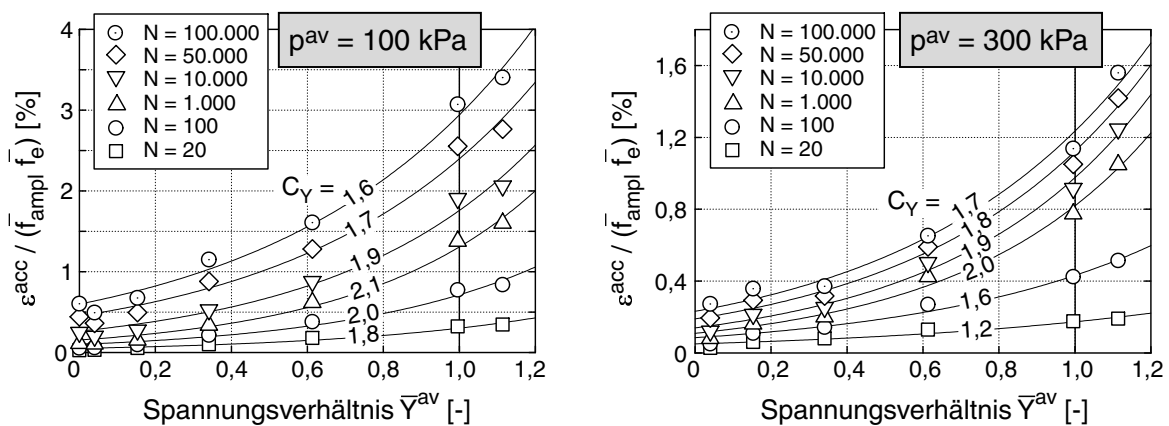 p^av = 100 kPa
N = 100.000
N = 50.000
N = 10.000
N = 1.000
N = 100
N = 20
ε^acc / (f̄_ampl f̄_e) [%]
4
3
2
1
0
C_Y = 1,6
1,7
1,9
2,1
2,0
1,8
0 0,2 0,4 0,6 0,8 1,0 1,2
Spannungsverhältnis Y̅^av [-]
p^av = 300 kPa
N = 100.000
N = 50.000
N = 10.000
N = 1.000
N = 100
N = 20
ε^acc / (f̄_ampl f̄_e) [%]
1,6
1,2
0,8
0,4
0
C_Y = 1,7
1,8
1,9
2,0
1,6
1,2
0 0,2 0,4 0,6 0,8 1,0 1,2
Spannungsverhältnis Y̅^av [-]